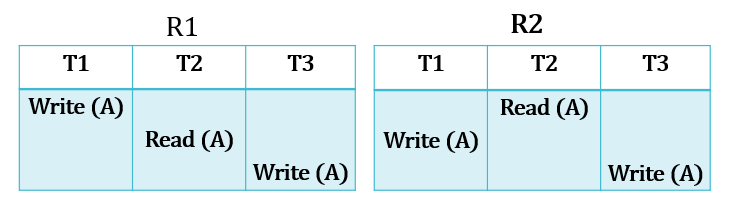 R1 R2
T1 T2 T3 T1 T2 T3
Write (A) Read (A)
Read (A) Write (A)
Write (A) Write (A)